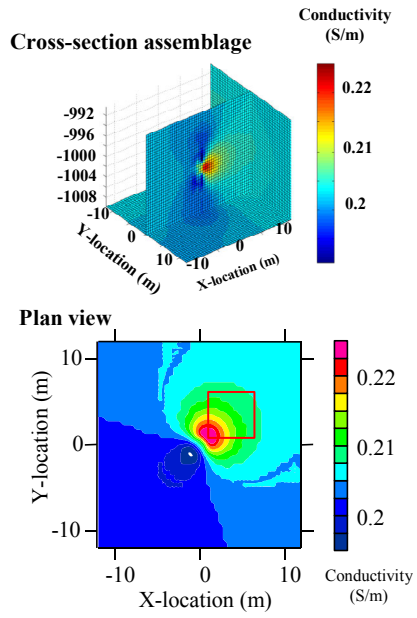 Conductivity
(S/m)
Cross-section assemblage
-992
-996
-1000
-1004
-1008
-10
0
10
Y-location (m)
-10
0
10
X-location (m)
0.22
0.21
0.2
Plan view
10
0
-10
Y-location (m)
-10
0
10
X-location (m)
0.22
0.21
0.2
Conductivity
(S/m)